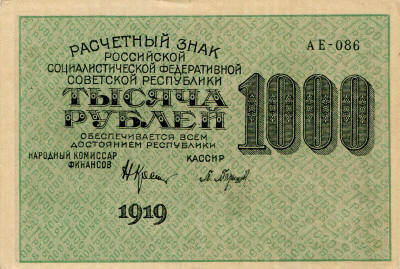 РАСЧЕТНЫЙ ЗНАК
АЕ-086
РОССИЙСКОЙ
СОЦИАЛИСТИЧЕСКОЙ ФЕДЕРАТИВНОЙ
СОВЕТСКОЙ РЕСПУБЛИКИ
ТЫСЯЧА
РУБЛЕЙ
1000
ОБЕСПЕЧИВАЕТСЯ ВСЕМ
ДОСТОЯНИЕМ РЕСПУБЛИКИ
НАРОДНЫЙ КОМИССАР
ФИНАНСОВ
КАССИР
1919